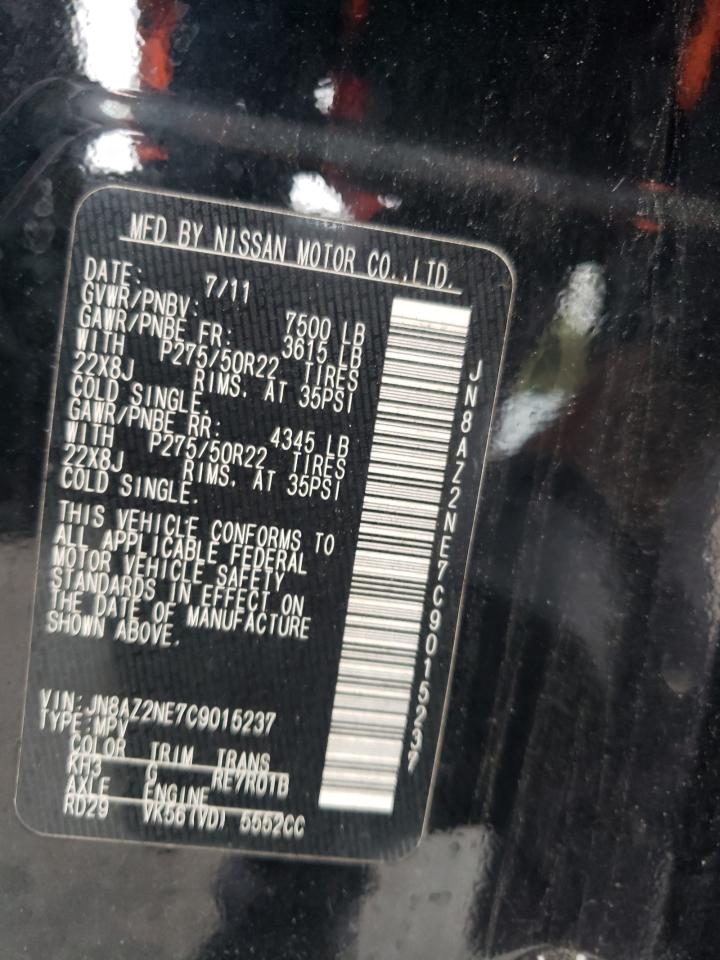 MFD BY NISSAN MOTOR CO.,LTD.
DATE: 7/11
GVWR/PNBV: 7500 LB
GAWR/PNBE FR: 3615 LB
WITH P275/50R22 TIRES
22X8J RIMS. AT 35PSI
COLD SINGLE.
GAWR/PNBE RR: 4345 LB
WITH P275/50R22 TIRES
22X8J RIMS. AT 35PSI
COLD SINGLE.
THIS VEHICLE CONFORMS TO
ALL APPLICABLE FEDERAL
MOTOR VEHICLE SAFETY
STANDARDS IN EFFECT ON
THE DATE OF MANUFACTURE
SHOWN ABOVE.
VIN:JN8AZ2NE7C9015237
TYPE:MPV
COLOR TRIM TRANS
KH3 G RE7R01B
AXLE ENGINE
RD29 VK56(VD) 5552CC
JN8AZ2NE7C9015237